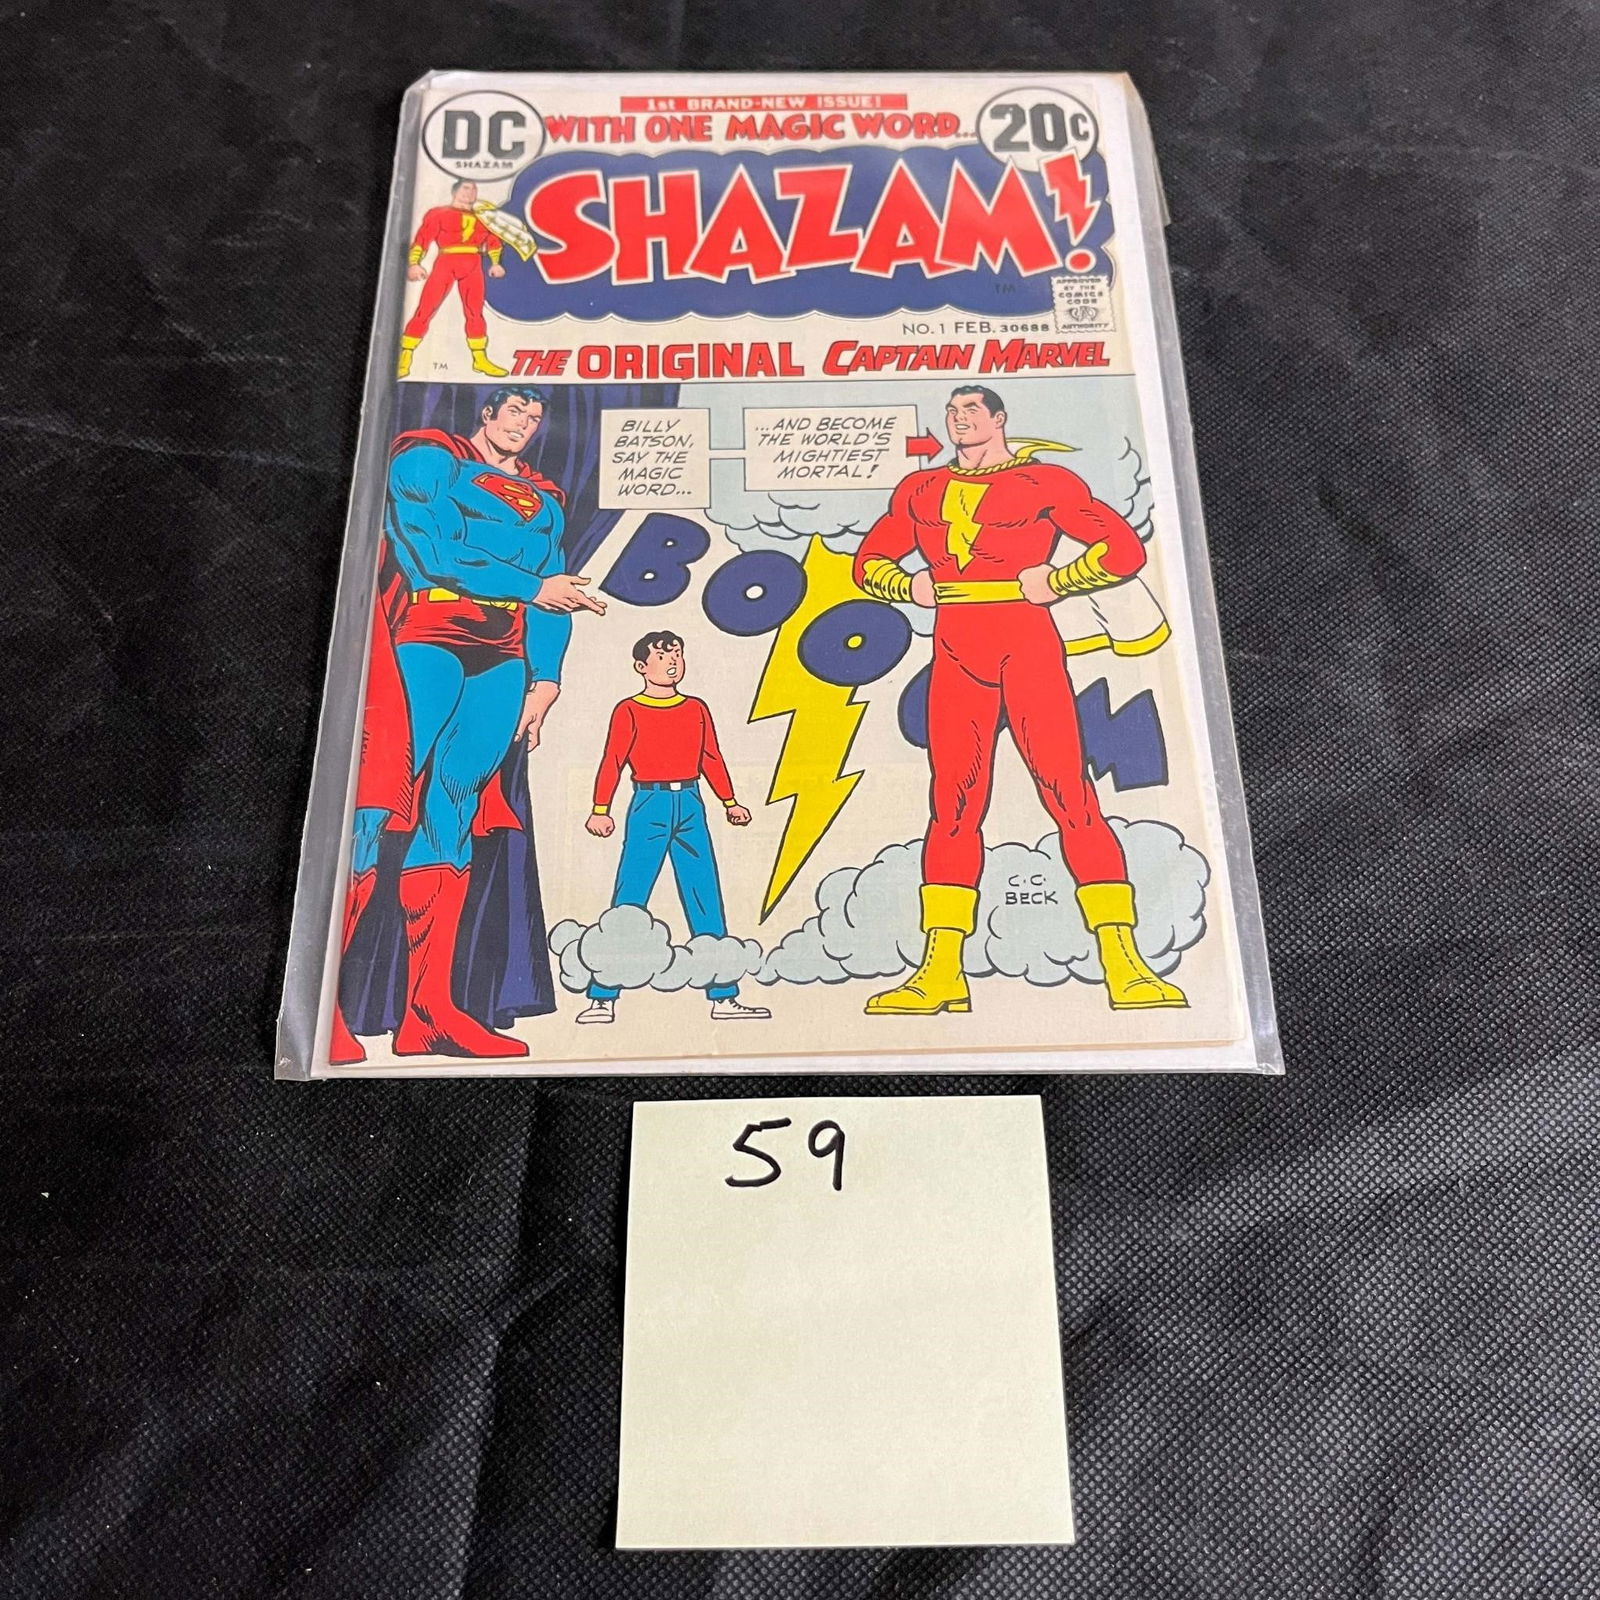 1st BRAND-NEW ISSUE!
DC
SHAZAM
WITH ONE MAGIC WORD...
20c
SHAZAM!
TM
APPROVED
BY THE
COMICS
CODE
AUTHORITY
NO. 1 FEB. 30688
TM
THE ORIGINAL CAPTAIN MARVEL
BILLY
BATSON,
SAY THE
MAGIC
WORD...
...AND BECOME
THE WORLD'S
MIGHTIEST
MORTAL!
S
BOOOM
C.C.
BECK
59